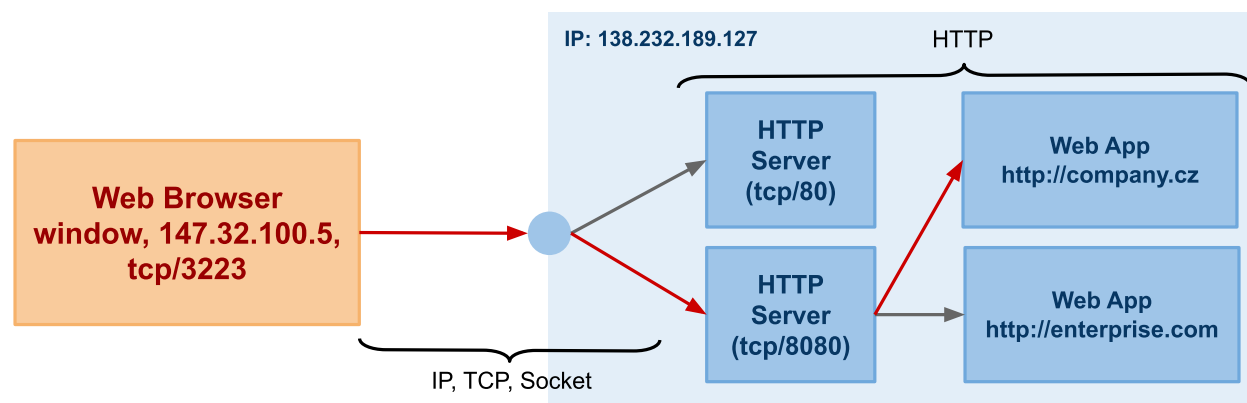 IP: 138.232.189.127
HTTP
HTTP
Server
(tcp/80)
Web App
http://company.cz
Web Browser
window, 147.32.100.5,
tcp/3223
HTTP
Server
(tcp/8080)
Web App
http://enterprise.com
IP, TCP, Socket